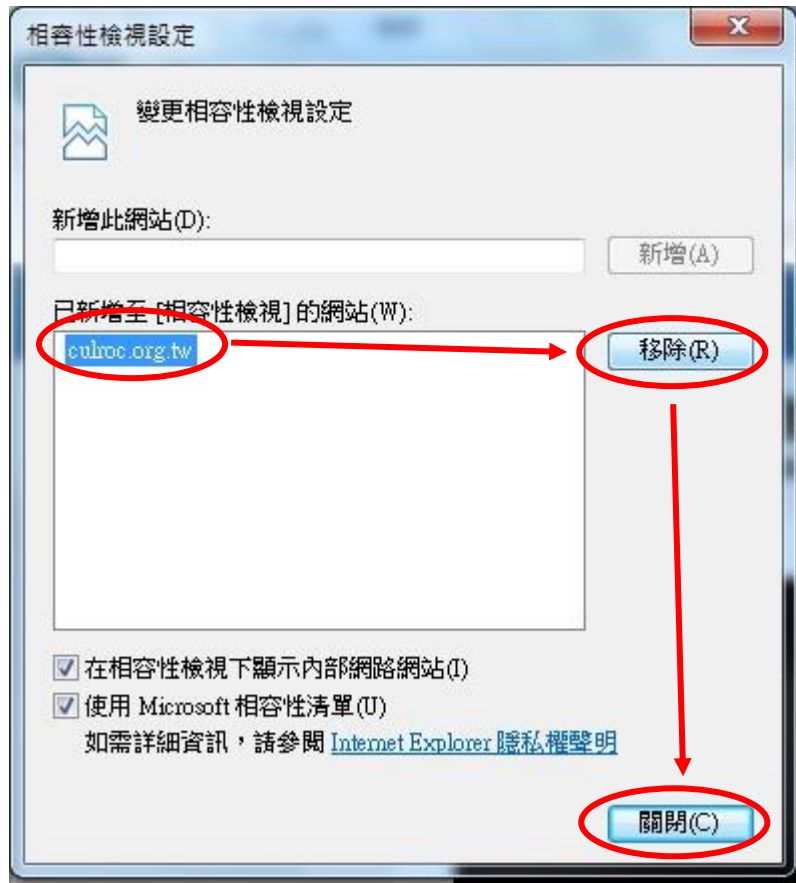 相容性檢視設定
變更相容性檢視設定
新增此網站(D):
新增(A)
已新增至 [相容性檢視] 的網站(W):
culroc.org.tw
移除(R)
在相容性檢視下顯示內部網路網站(I)
使用 Microsoft 相容性清單(U)
如需詳細資訊，請參閱 Internet Explorer 隱私權聲明
關閉(C)